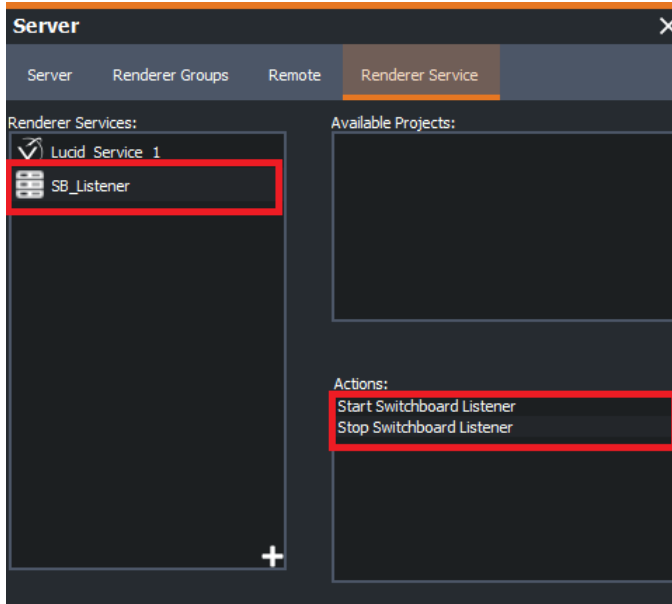 Server
Server Renderer Groups Remote Renderer Service
Renderer Services:
Lucid_Service_1
SB_Listener
Available Projects:
Actions:
Start Switchboard Listener
Stop Switchboard Listener